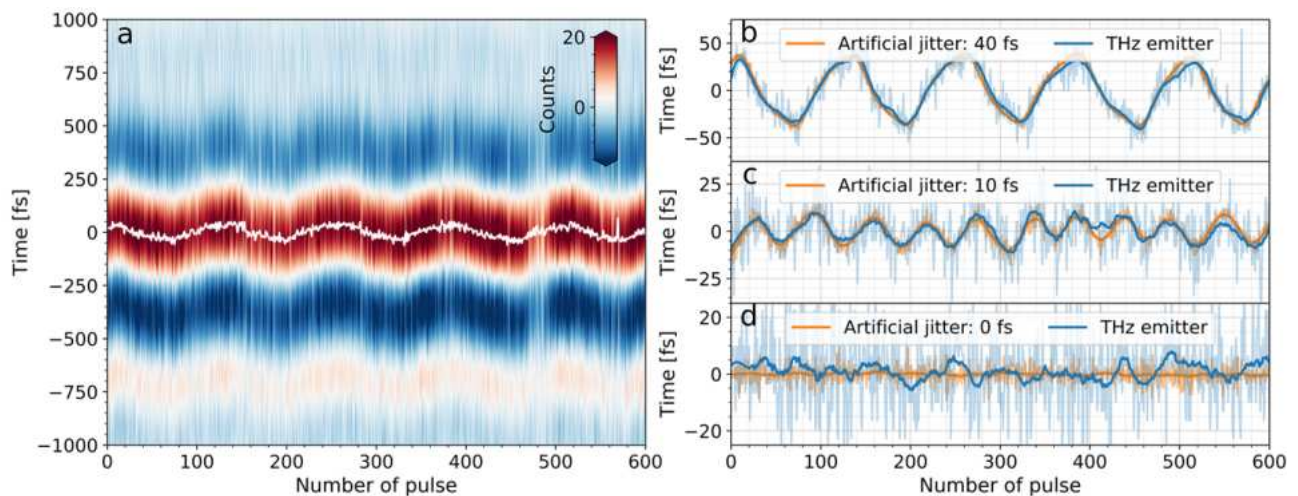 a
1000
750
500
250
0
−250
−500
−750
−1000
Time [fs]
0 100 200 300 400 500 600
Number of pulse
20
0
Counts
b
Artificial jitter: 40 fs THz emitter
50
0
−50
Time [fs]
c
Artificial jitter: 10 fs THz emitter
25
0
−25
Time [fs]
d
Artificial jitter: 0 fs THz emitter
20
0
−20
Time [fs]
0 100 200 300 400 500 600
Number of pulse